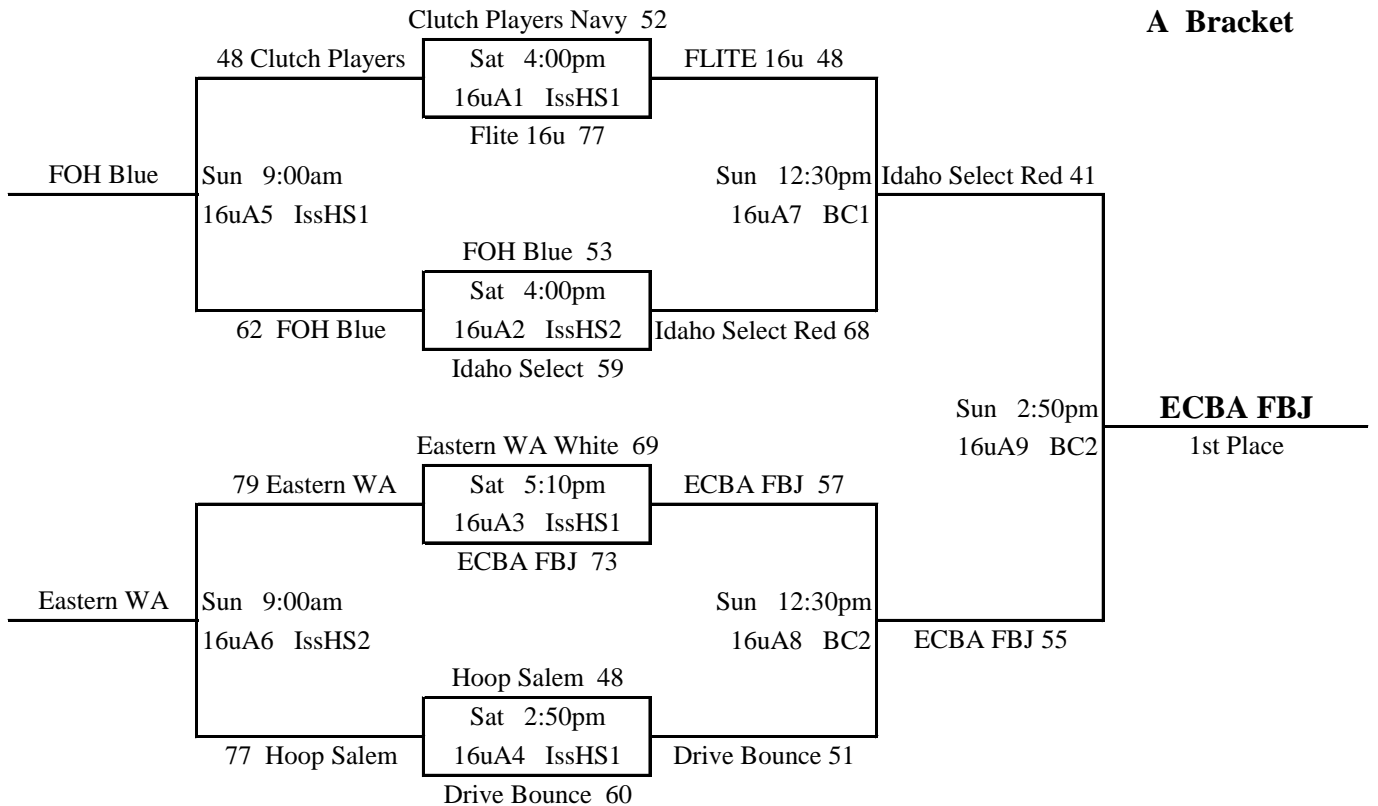 Clutch Players Navy 52
A Bracket
48 Clutch Players
Sat 4:00pm
FLITE 16u 48
16uA1 IssHS1
Flite 16u 77
FOH Blue
Sun 9:00am
Sun 12:30pm
Idaho Select Red 41
16uA5 IssHS1
16uA7 BC1
FOH Blue 53
Sat 4:00pm
62 FOH Blue
16uA2 IssHS2
Idaho Select Red 68
Idaho Select 59
Sun 2:50pm
ECBA FBJ
Eastern WA White 69
16uA9 BC2
1st Place
79 Eastern WA
Sat 5:10pm
ECBA FBJ 57
16uA3 IssHS1
ECBA FBJ 73
Eastern WA
Sun 9:00am
Sun 12:30pm
16uA6 IssHS2
16uA8 BC2
ECBA FBJ 55
Hoop Salem 48
Sat 2:50pm
77 Hoop Salem
16uA4 IssHS1
Drive Bounce 51
Drive Bounce 60